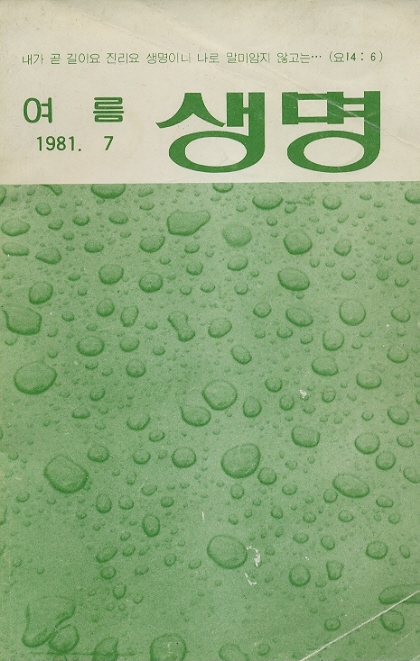 내가 곧 길이요 진리요 생명이니 나로 말미암지 않고는… (요14 : 6)
여 름 생명
1981. 7